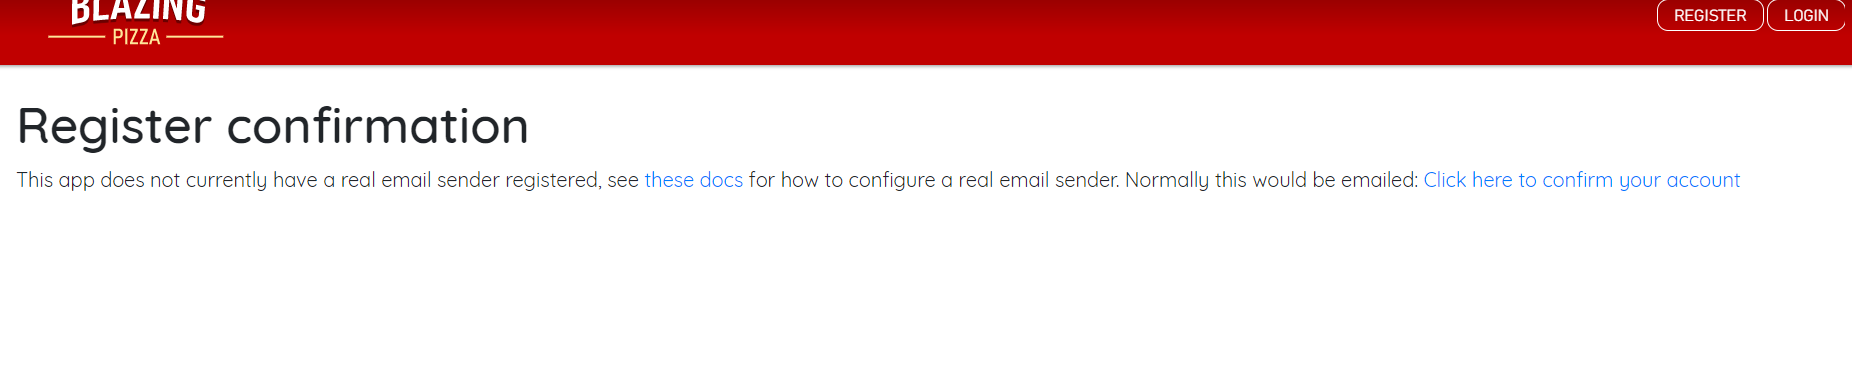 BLAZING
PIZZA
REGISTER LOGIN
Register confirmation
This app does not currently have a real email sender registered, see these docs for how to configure a real email sender. Normally this would be emailed: Click here to confirm your account